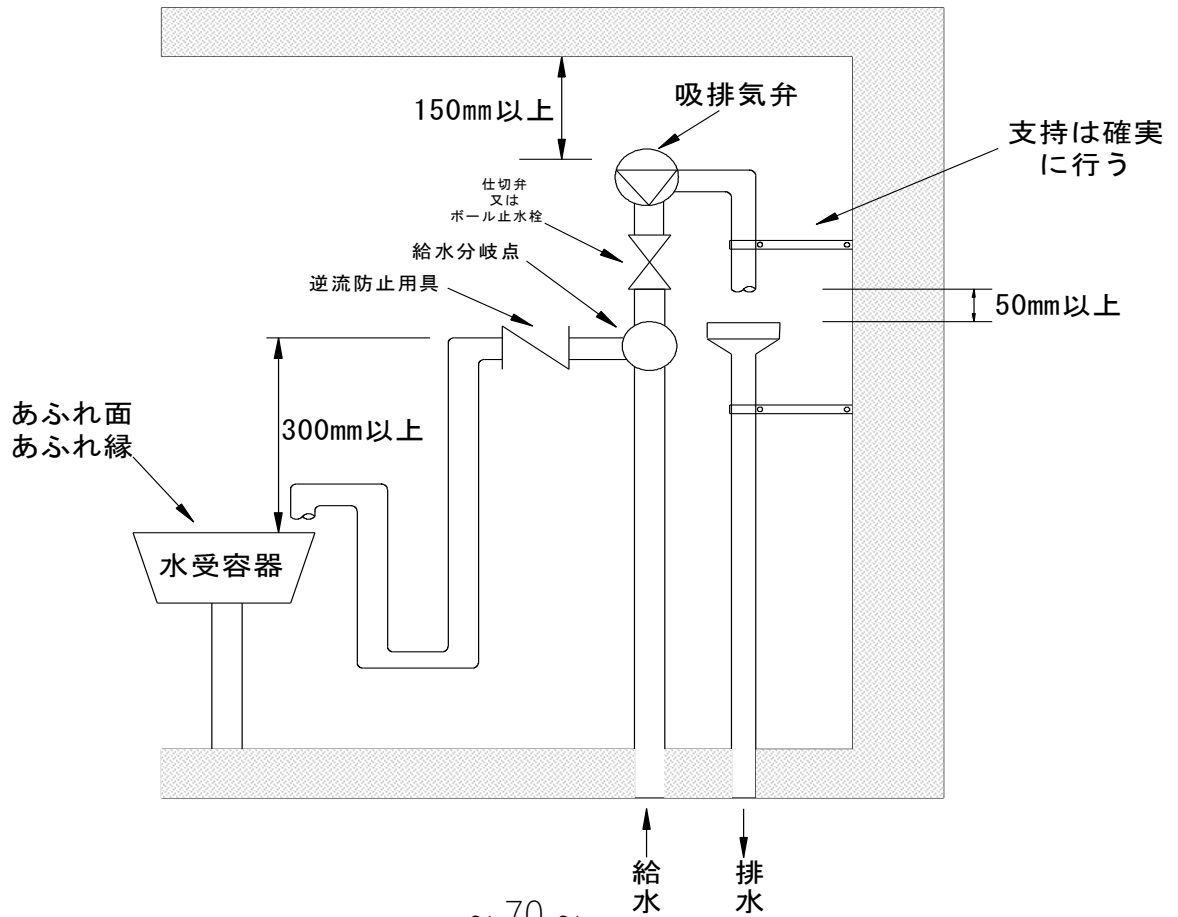 150mm以上
吸排気弁
支持は確実
に行う
仕切弁
又は
ボール止水栓
給水分岐点
逆流防止用具
50mm以上
あふれ面
あふれ縁
300mm以上
水受容器
給水
排水
~ 70 ~